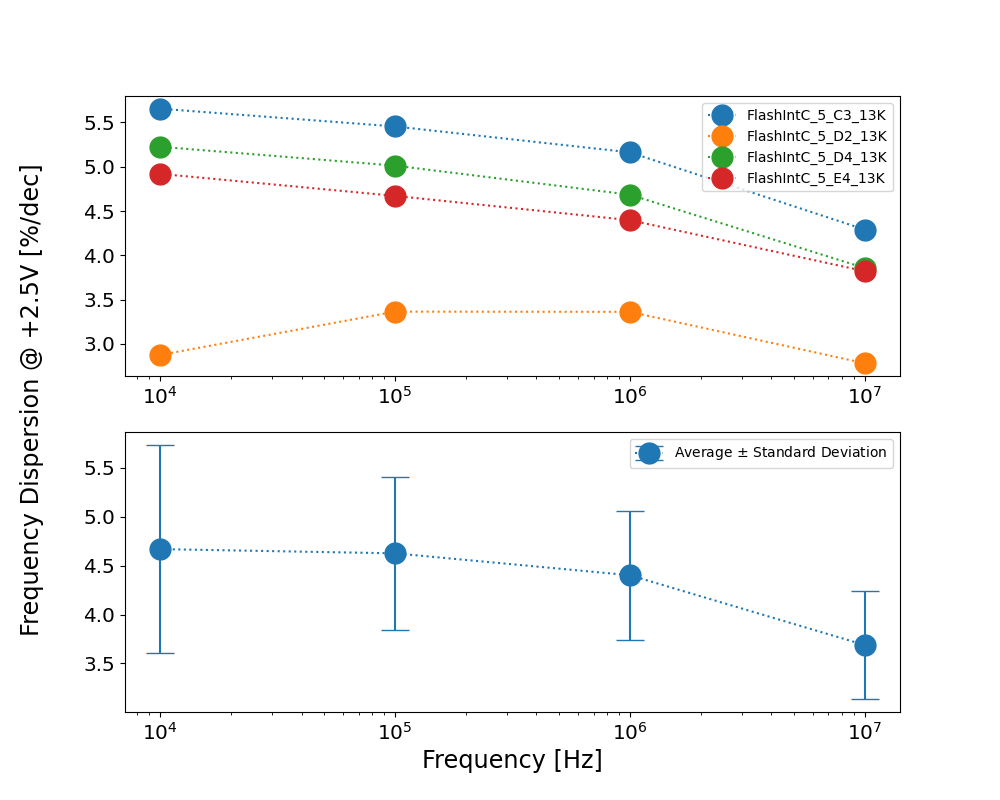 Frequency Dispersion @ +2.5V [%/dec]
5.5
5.0
4.5
4.0
3.5
3.0
FlashIntC_5_C3_13K
FlashIntC_5_D2_13K
FlashIntC_5_D4_13K
FlashIntC_5_E4_13K
10⁴ 10⁵ 10⁶ 10⁷
5.5
5.0
4.5
4.0
3.5
Average ± Standard Deviation
10⁴ 10⁵ 10⁶ 10⁷
Frequency [Hz]